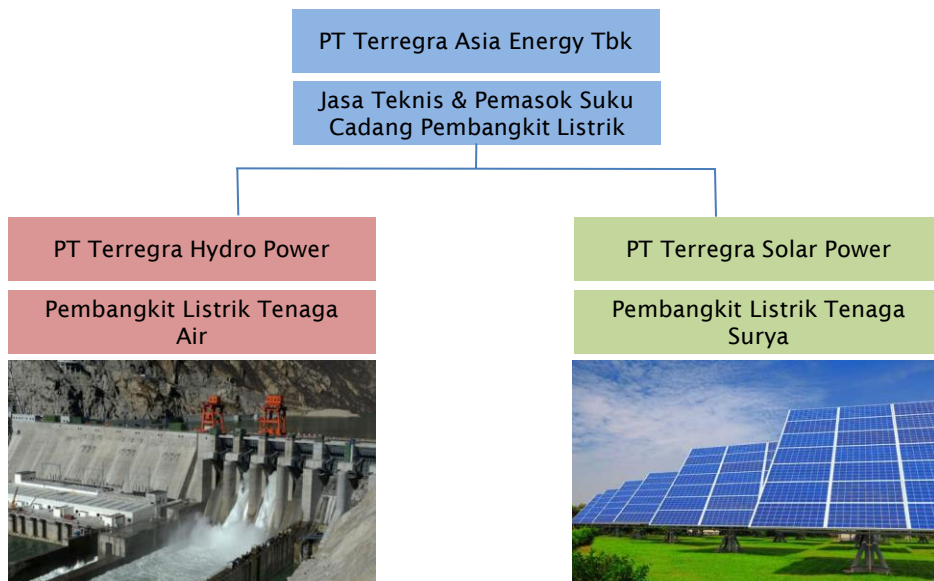 PT Terregra Asia Energy Tbk
Jasa Teknis & Pemasok Suku
Cadang Pembangkit Listrik
PT Terregra Hydro Power
Pembangkit Listrik Tenaga
Air
PT Terregra Solar Power
Pembangkit Listrik Tenaga
Surya